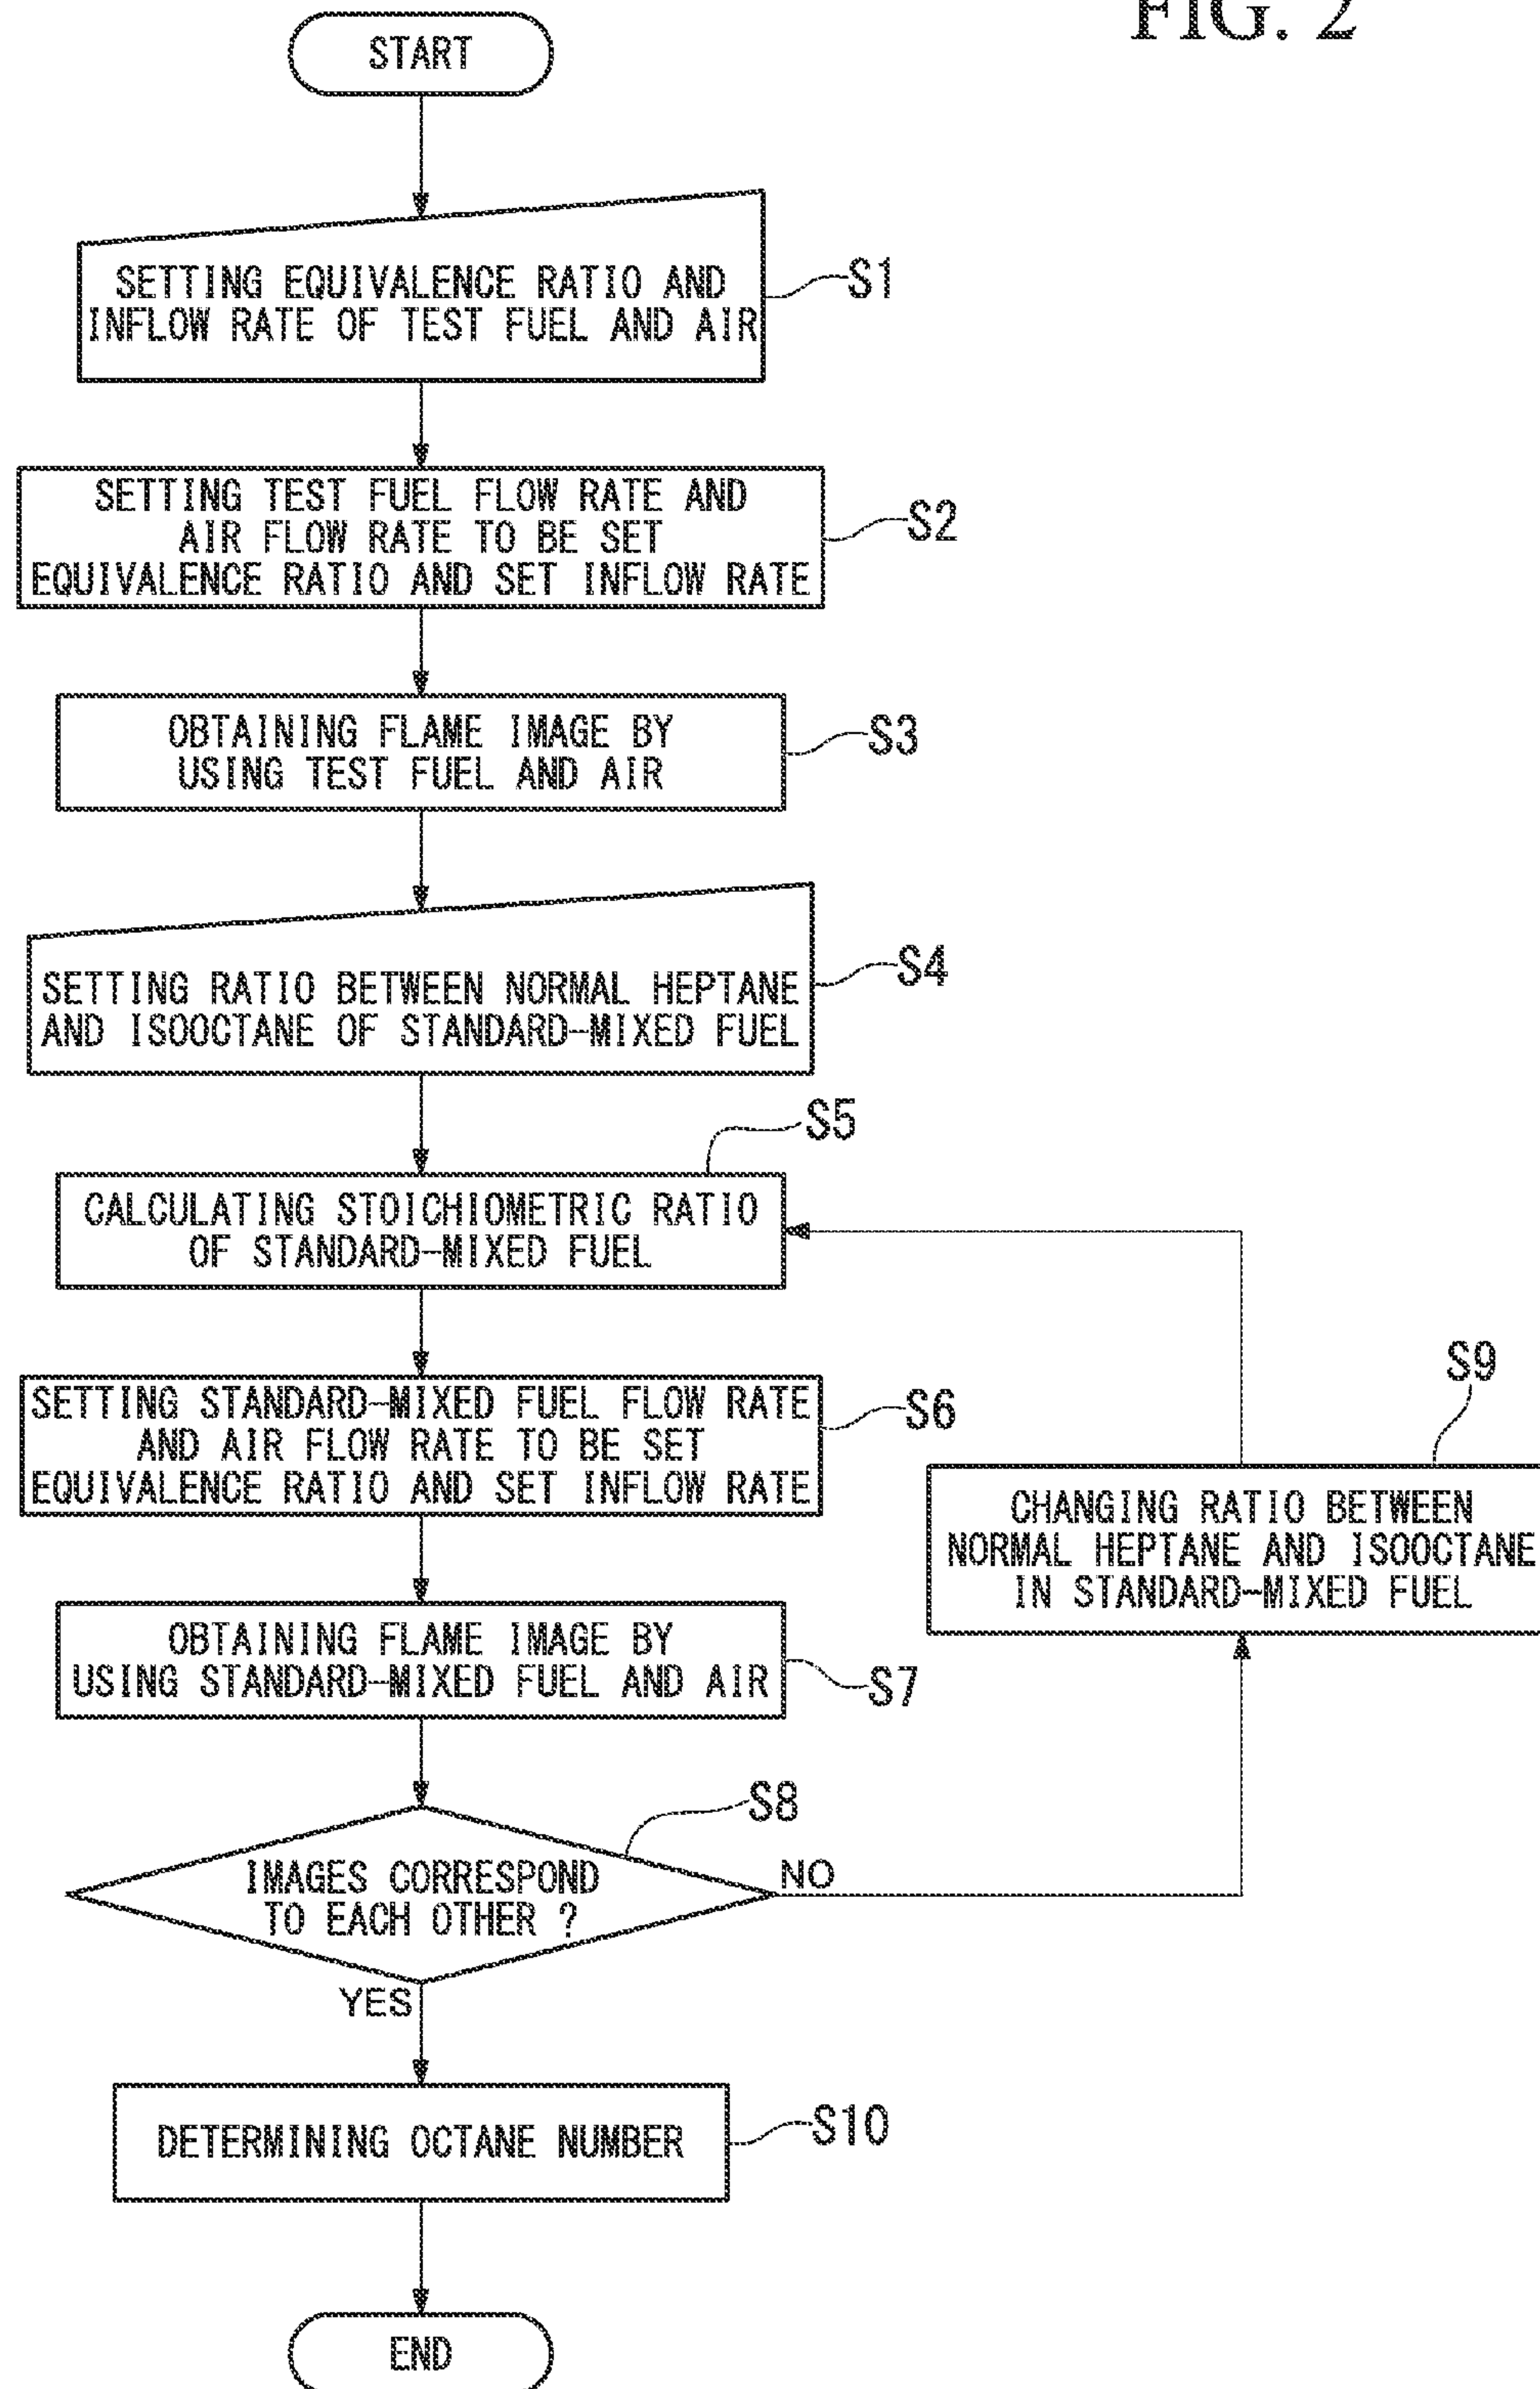 FIG. 2
START
SETTING EQUIVALENCE RATIO AND
INFLOW RATE OF TEST FUEL AND AIR
S1
SETTING TEST FUEL FLOW RATE AND
AIR FLOW RATE TO BE SET
EQUIVALENCE RATIO AND SET INFLOW RATE
S2
OBTAINING FLAME IMAGE BY
USING TEST FUEL AND AIR
S3
SETTING RATIO BETWEEN NORMAL HEPTANE
AND ISOOCTANE OF STANDARD-MIXED FUEL
S4
S5
CALCULATING STOICHIOMETRIC RATIO
OF STANDARD-MIXED FUEL
SETTING STANDARD-MIXED FUEL FLOW RATE
AND AIR FLOW RATE TO BE SET
EQUIVALENCE RATIO AND SET INFLOW RATE
S6
S9
CHANGING RATIO BETWEEN
NORMAL HEPTANE AND ISOOCTANE
IN STANDARD-MIXED FUEL
OBTAINING FLAME IMAGE BY
USING STANDARD-MIXED FUEL AND AIR
S7
S8
IMAGES CORRESPOND
TO EACH OTHER ?
NO
YES
DETERMINING OCTANE NUMBER
S10
END